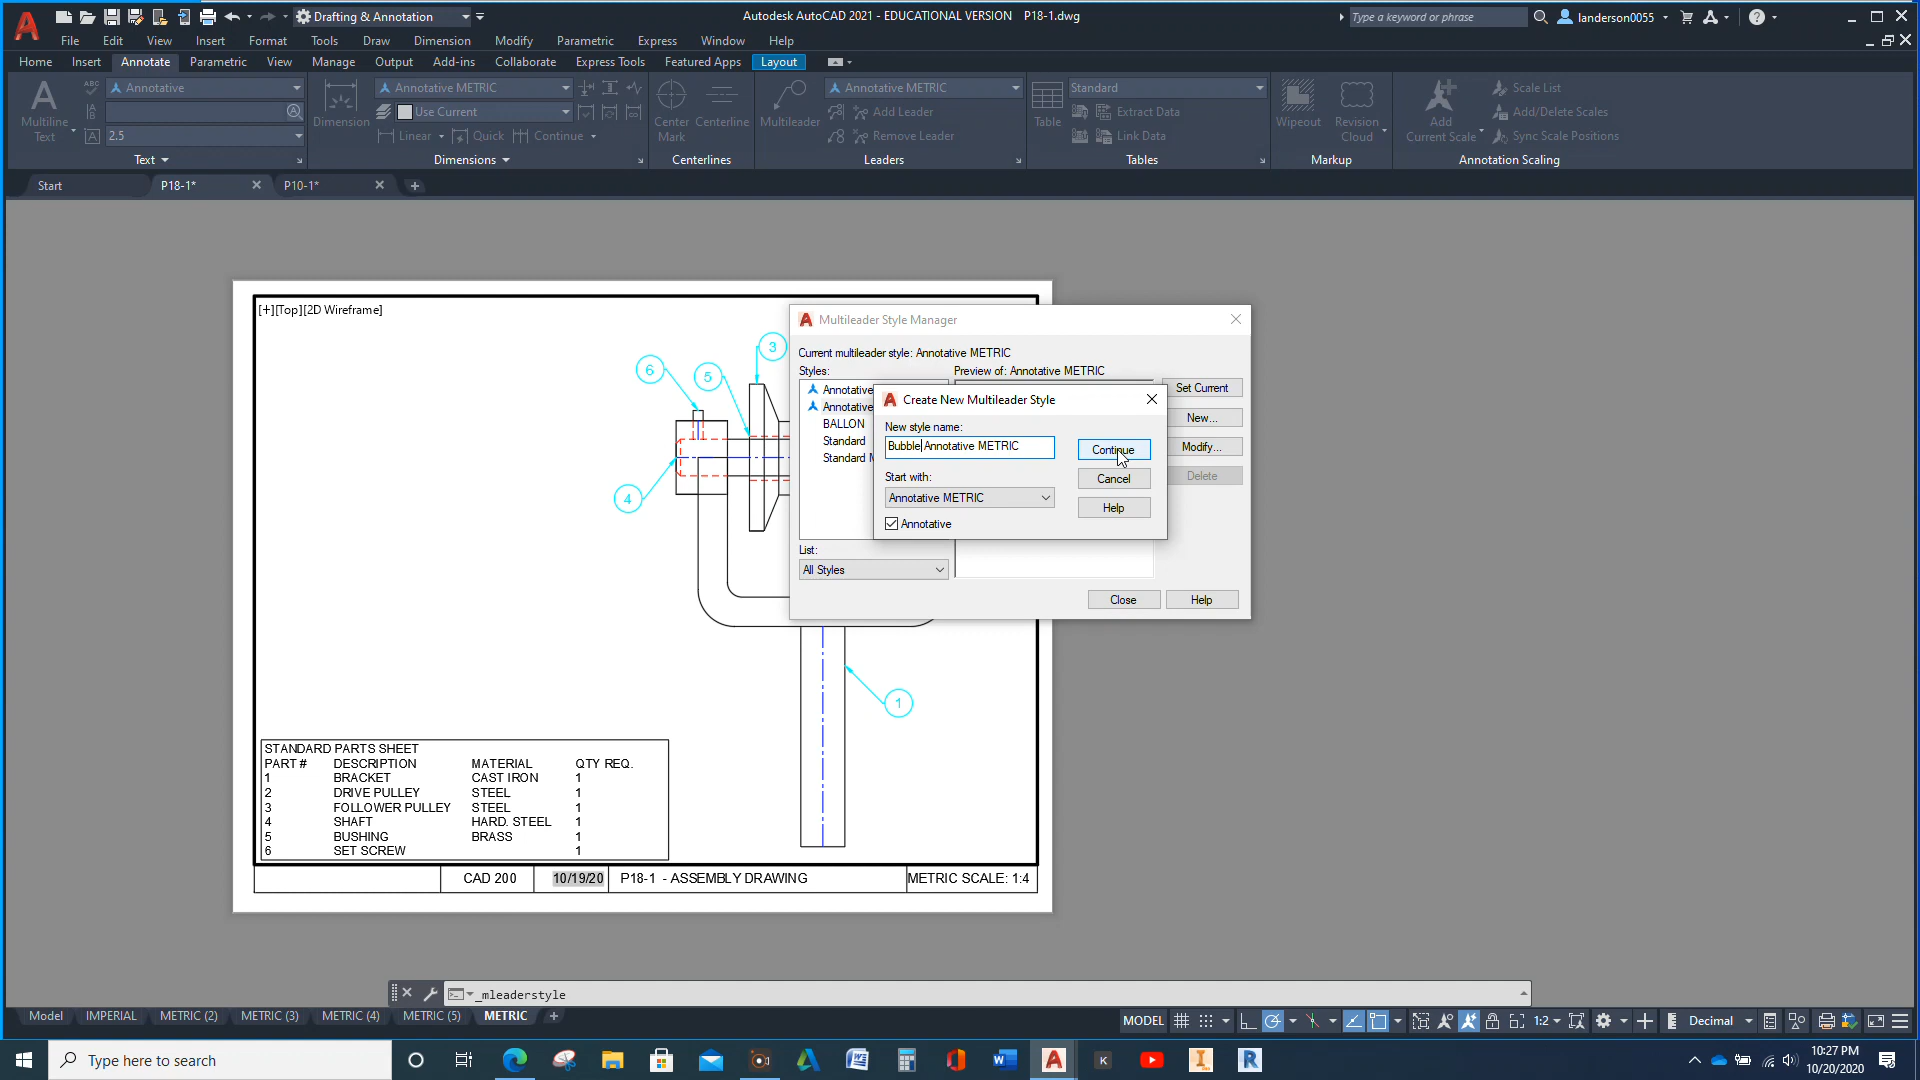 Drafting & Annotation
Autodesk AutoCAD 2021 - EDUCATIONAL VERSION P18-1.dwg
Type a keyword or phrase
landerson0055
File Edit View Insert Format Tools Draw Dimension Modify Parametric Express Window Help
Home Insert Annotate Parametric View Manage Output Add-ins Collaborate Express Tools Featured Apps Layout
Multiline Text
ABC
Annotative
2.5
Text
Dimension
Annotative METRIC
Use Current
Linear Quick Continue
Dimensions
Center Mark
Centerline
Centerlines
Multileader
Annotative METRIC
Add Leader
Remove Leader
Leaders
Table
Standard
Extract Data
Link Data
Tables
Wipeout
Revision Cloud
Markup
Add Current Scale
Scale List
Add/Delete Scales
Sync Scale Positions
Annotation Scaling
Start P18-1* P10-1*
[+][Top][2D Wireframe]
3
6
5
4
1
Multileader Style Manager
Current multileader style: Annotative METRIC
Styles:
Preview of: Annotative METRIC
Annotative
Annotative
BALLON
Standard
Standard M
Set Current
New...
Modify...
Delete
List:
All Styles
Close
Help
Create New Multileader Style
New style name:
Bubble Annotative METRIC
Start with:
Annotative METRIC
Annotative
Continue
Cancel
Help
STANDARD PARTS SHEET
PART # DESCRIPTION MATERIAL QTY REQ.
1 BRACKET CAST IRON 1
2 DRIVE PULLEY STEEL 1
3 FOLLOWER PULLEY STEEL 1
4 SHAFT HARD. STEEL 1
5 BUSHING BRASS 1
6 SET SCREW 1
CAD 200 10/19/20 P18-1 - ASSEMBLY DRAWING METRIC SCALE: 1:4
_mleaderstyle
Model IMPERIAL METRIC (2) METRIC (3) METRIC (4) METRIC (5) METRIC
MODEL 1:2 Decimal
Type here to search
10:27 PM
10/20/2020